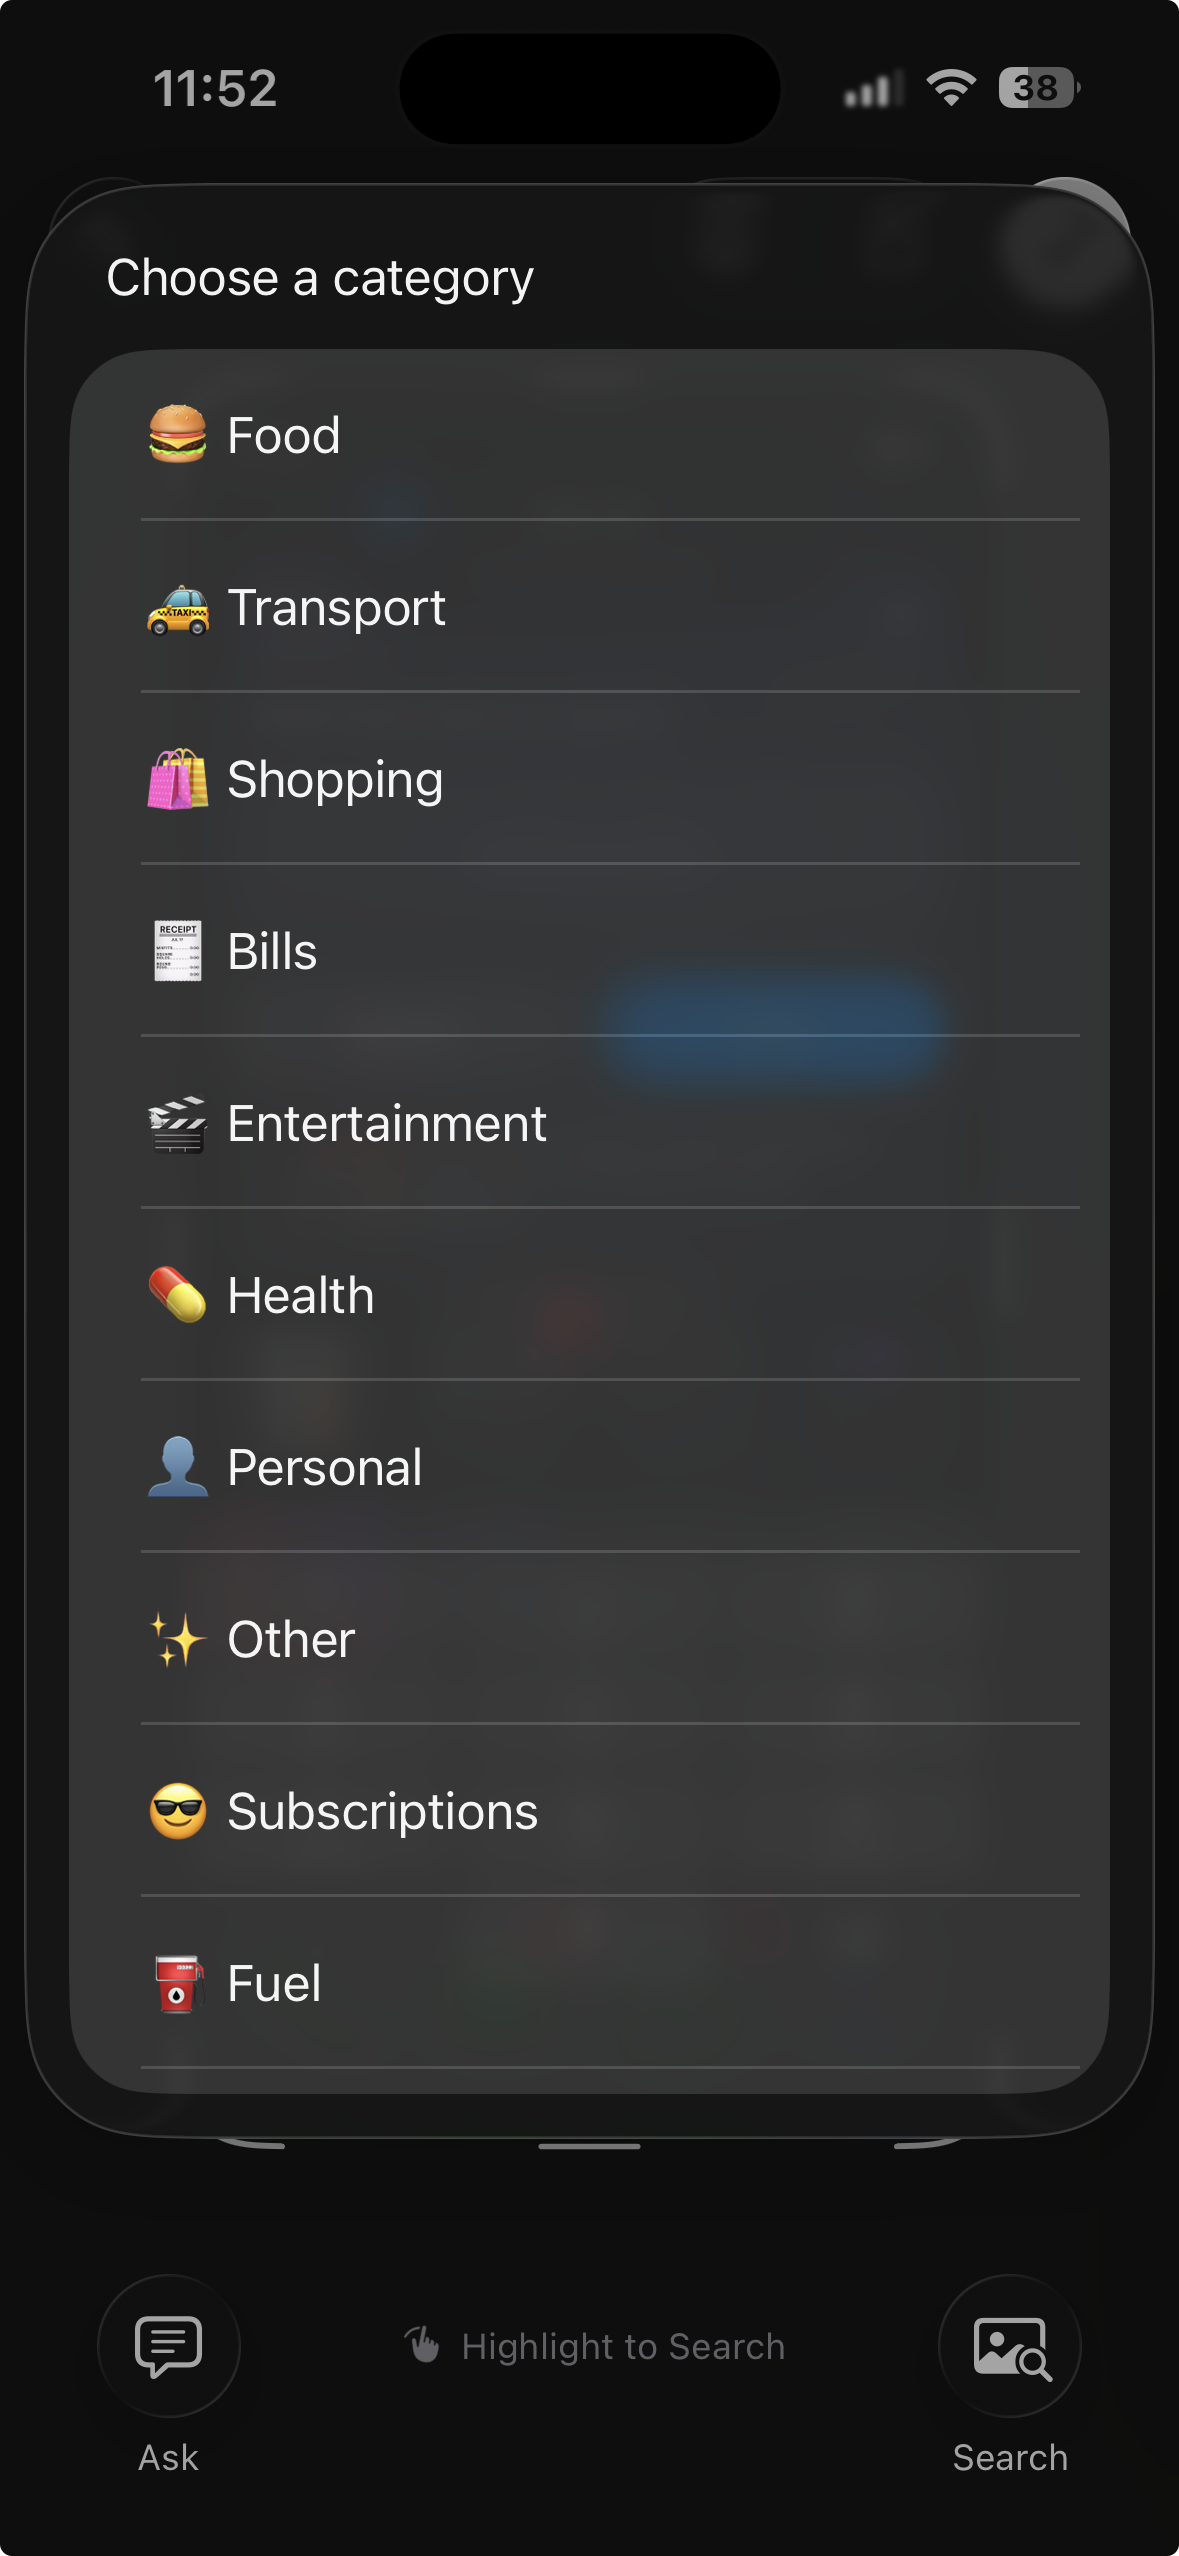 11:52
38
Choose a category
🍔 Food
🚕 Transport
🛍️ Shopping
🧾 Bills
🎬 Entertainment
💊 Health
👤 Personal
✨ Other
😎 Subscriptions
⛽ Fuel
Highlight to Search
Ask
Search